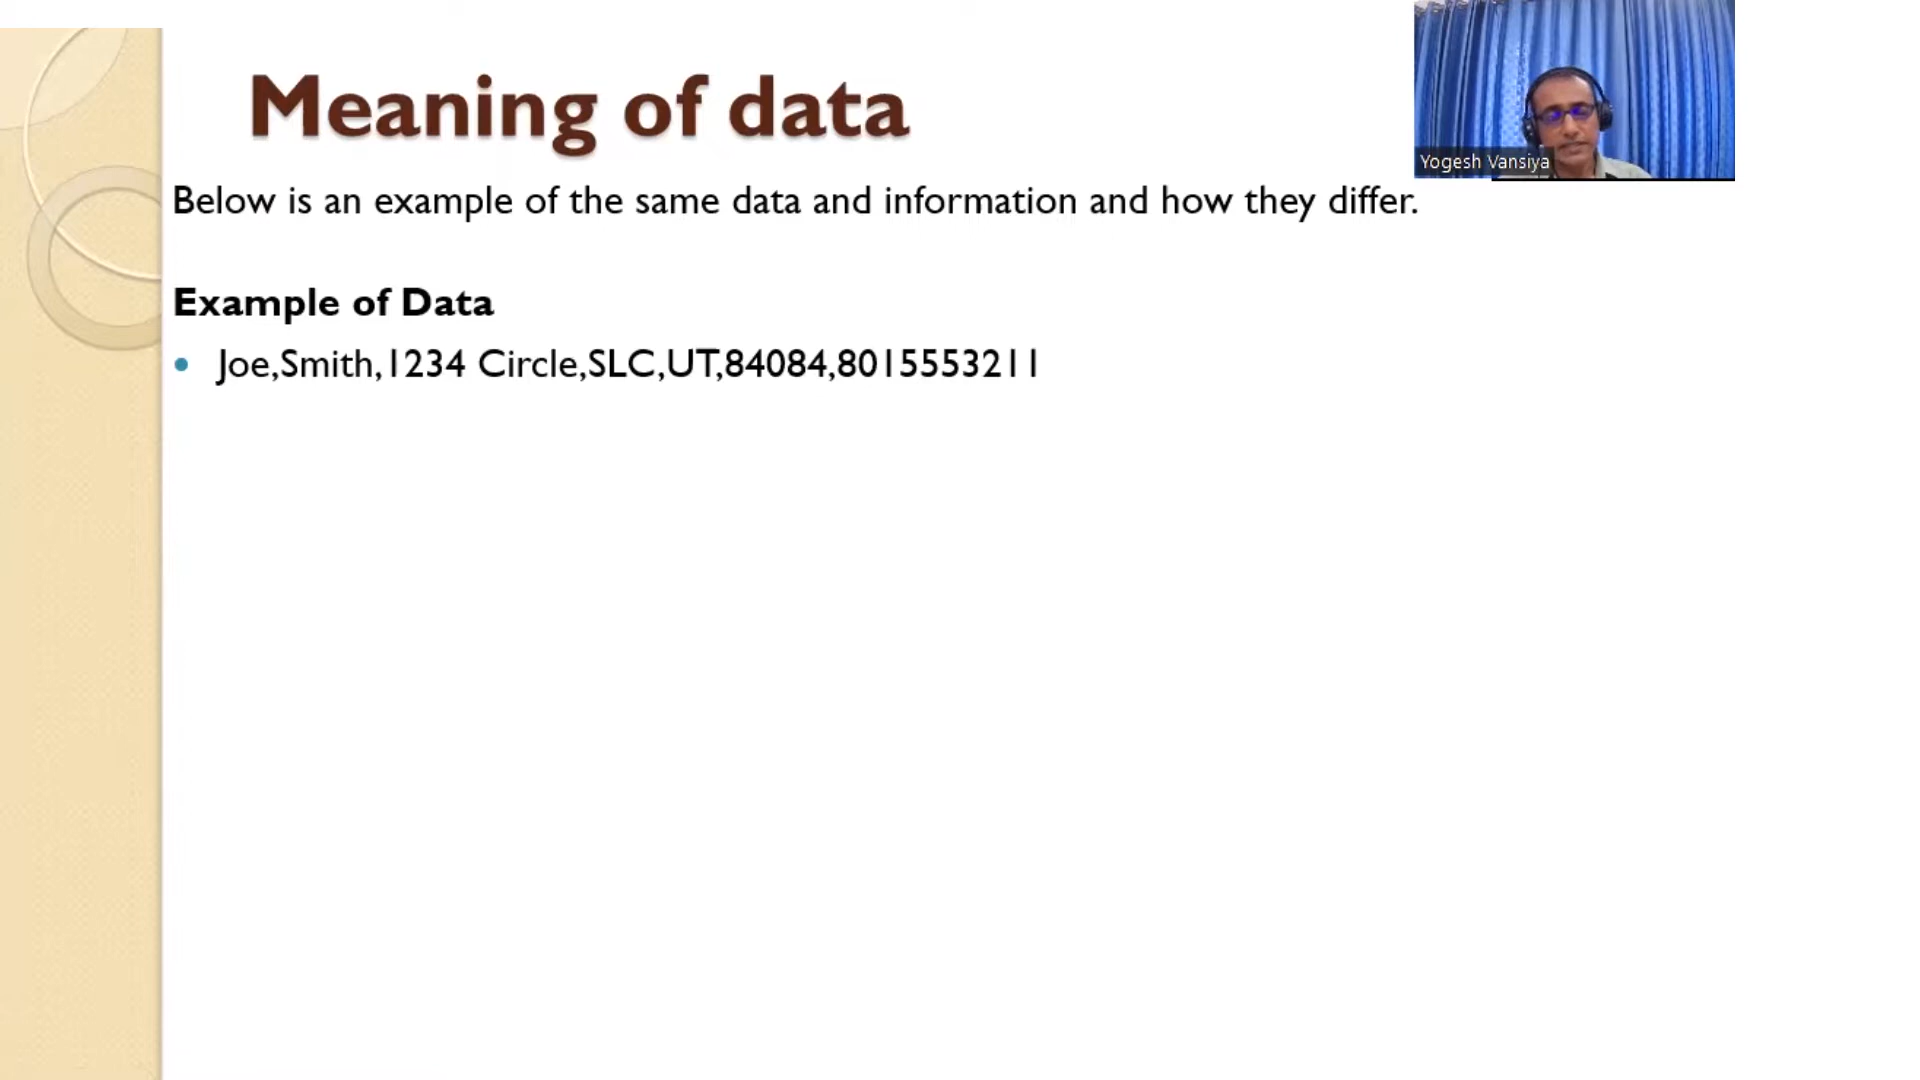 Meaning of data
Yogesh Vansiya
Below is an example of the same data and information and how they differ.
Example of Data
• Joe,Smith,1234 Circle,SLC,UT,84084,8015553211